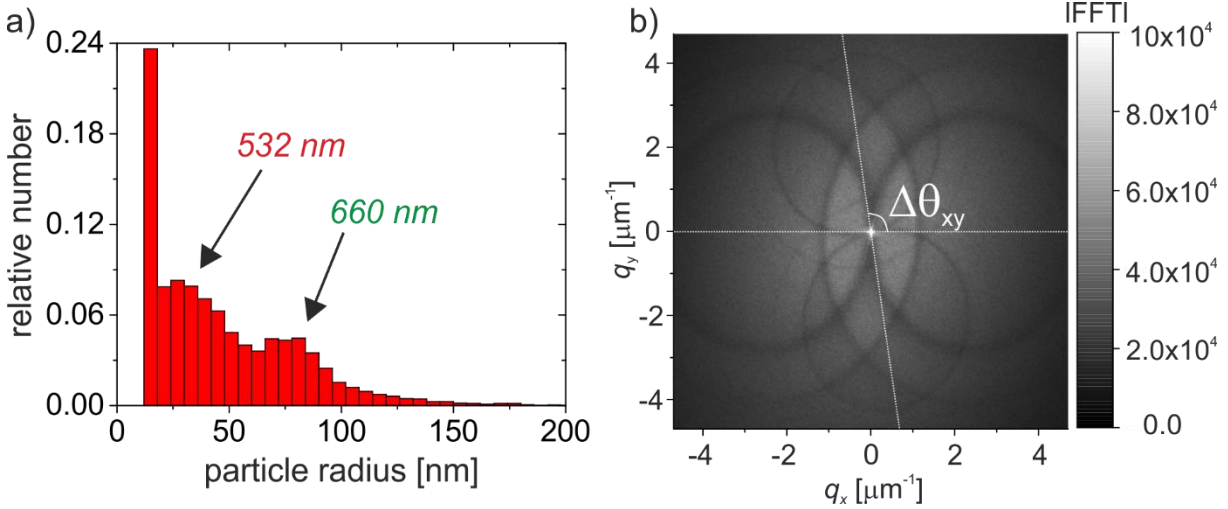 a)
0.24
0.18
0.12
0.06
0.00
relative number
532 nm
660 nm
0 50 100 150 200
particle radius [nm]
b)
4
2
0
-2
-4
qy [μm-1]
Δθxy
-4 -2 0 2 4
qx [μm-1]
|FFT|
10x10⁴
8.0x10⁴
6.0x10⁴
4.0x10⁴
2.0x10⁴
0.0